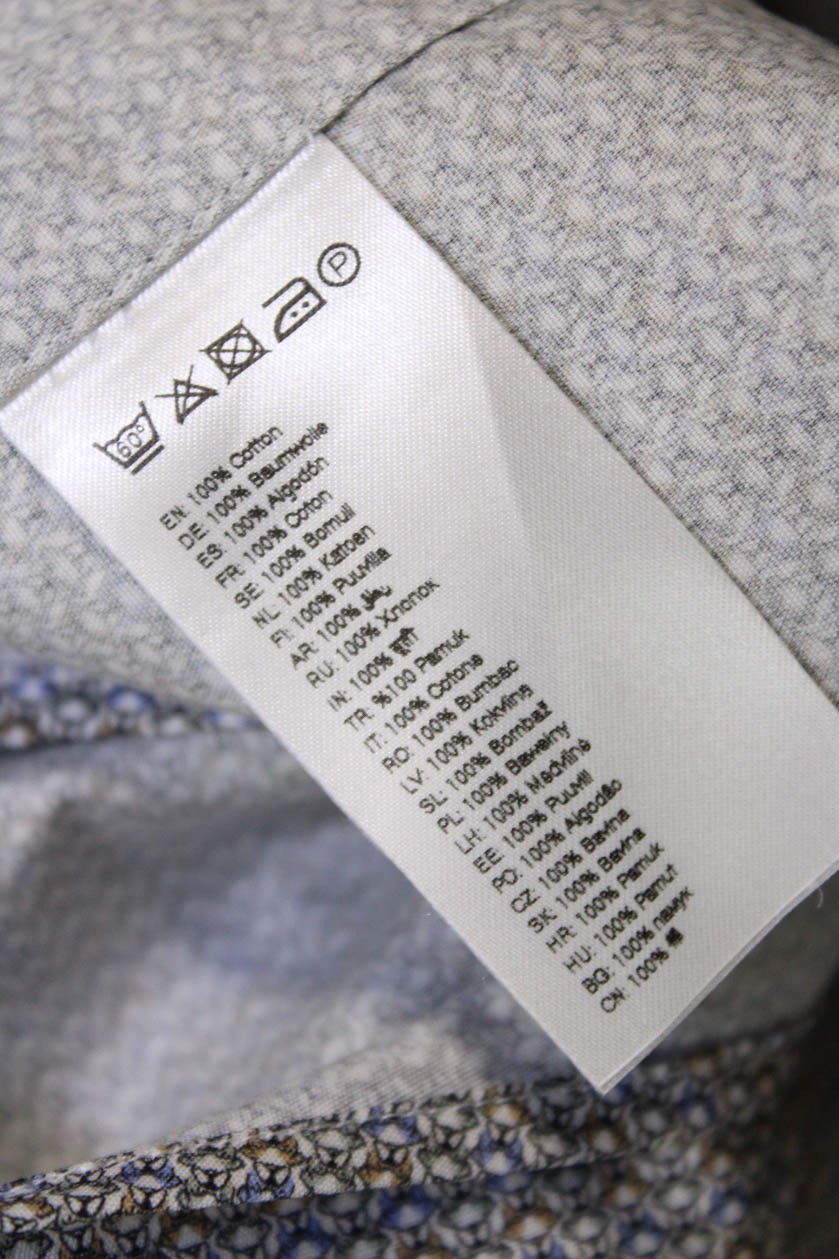 60°
P
EN: 100% Cotton
DE: 100% Baumwolle
ES: 100% Algodón
FR: 100% Coton
SE: 100% Bomull
NL: 100% Katoen
FI: 100% Puuvilla
AR: 100%
RU: 100% Хлопок
IN: 100%
TR: %100 Pamuk
IT: 100% Cotone
RO: 100% Bumbac
LV: 100% Kokvilna
SL: 100% Bombaž
PL: 100% Bawełny
LH: 100% Medvilnė
EE: 100% Puuvill
PO: 100% Algodão
CZ: 100% Bavlna
SK: 100% Bavlna
HR: 100% Pamuk
HU: 100% Pamut
BG: 100% памук
CN: 100%